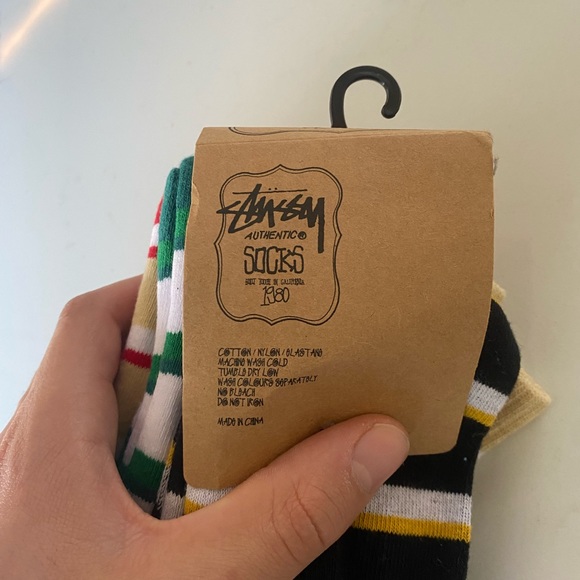 STÜSSY
AUTHENTIC®
SOCKS
MADE IN CALIFORNIA
1980
COTTON / NYLON / ELASTANE
MACHINE WASH COLD
TUMBLE DRY LOW
WASH COLOURS SEPARATELY
NO BLEACH
DO NOT IRON
MADE IN CHINA